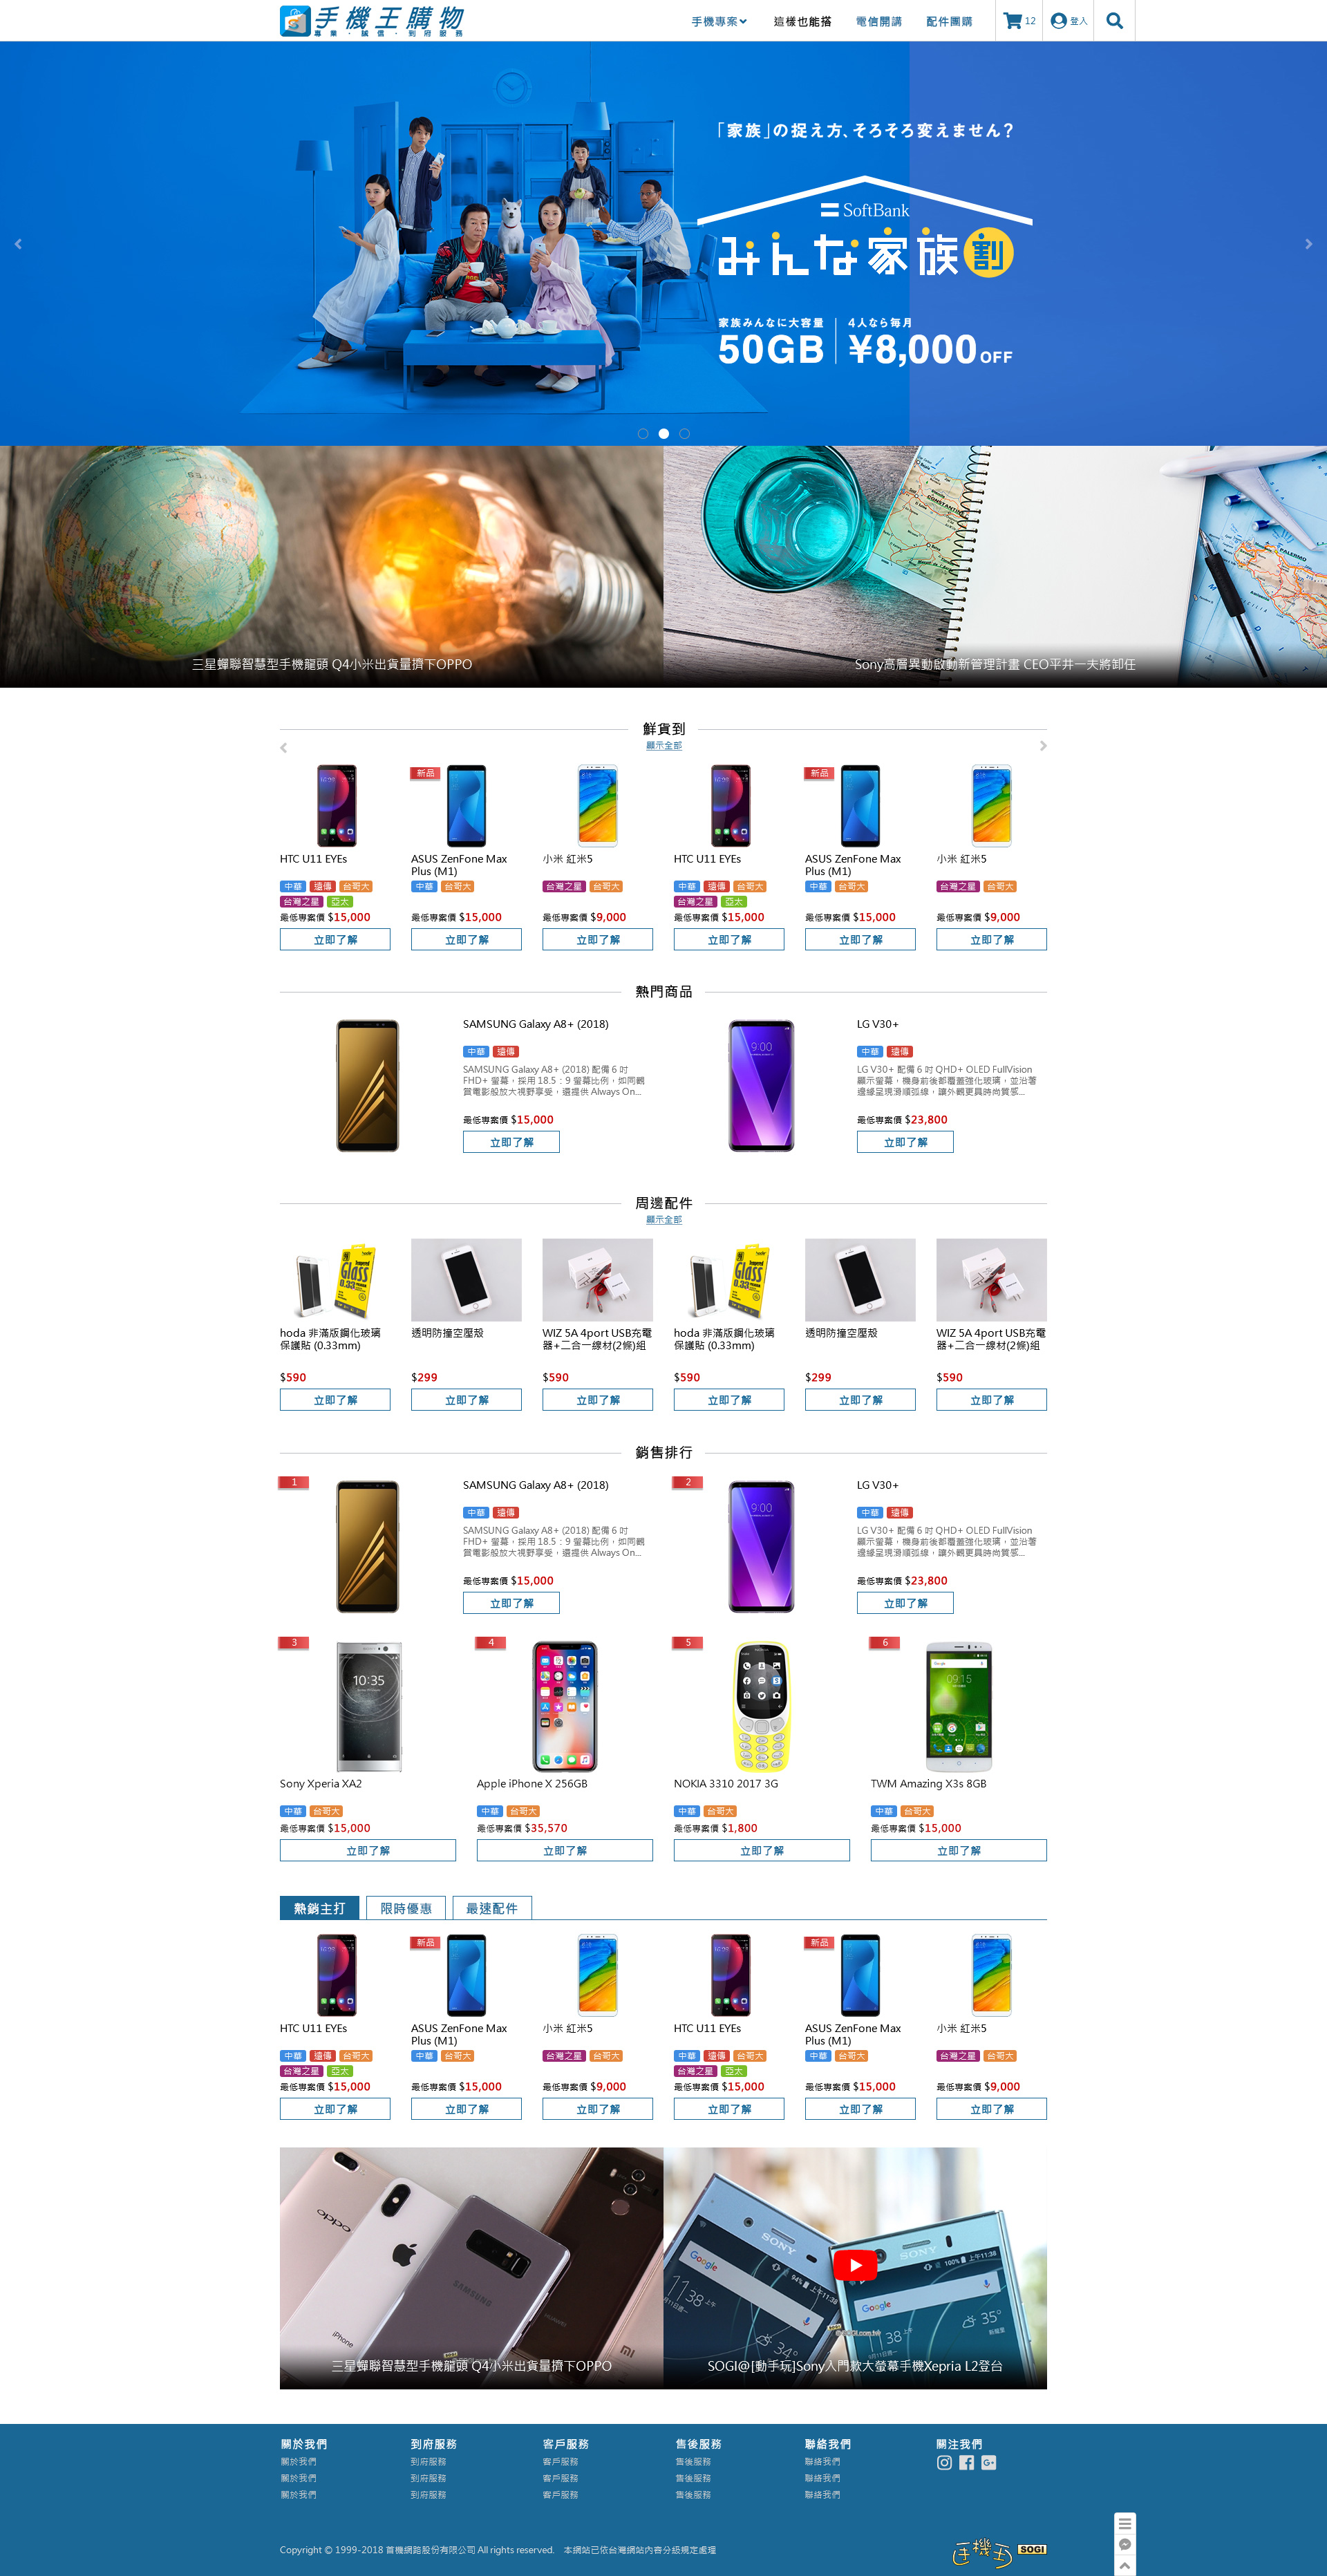 手機王購物
專業・誠信・到府服務
手機專案
這樣也能搭
電信開講
配件團購
12
登入
「家族」の捉え方、そろそろ変えません?
SoftBank
みんな家族割
家族みんなに大容量
50GB
4人なら毎月
¥8,000 OFF
三星蟬聯智慧型手機龍頭 Q4小米出貨量擠下OPPO
Sony高層異動啟動新管理計畫 CEO平井一夫將卸任
鮮貨到
顯示全部
HTC U11 EYEs
中華 遠傳 台哥大
台灣之星 亞太
最低專案價 $15,000
立即了解
新品
ASUS ZenFone Max
Plus (M1)
中華 台哥大
最低專案價 $15,000
立即了解
小米 紅米5
台灣之星 台哥大
最低專案價 $9,000
立即了解
HTC U11 EYEs
中華 遠傳 台哥大
台灣之星 亞太
最低專案價 $15,000
立即了解
新品
ASUS ZenFone Max
Plus (M1)
中華 台哥大
最低專案價 $15,000
立即了解
小米 紅米5
台灣之星 台哥大
最低專案價 $9,000
立即了解
熱門商品
SAMSUNG Galaxy A8+ (2018)
中華 遠傳
SAMSUNG Galaxy A8+ (2018) 配備 6 吋
FHD+ 螢幕，採用 18.5：9 螢幕比例，如同觀
賞電影般放大視野享受，還提供 Always On...
最低專案價 $15,000
立即了解
LG V30+
中華 遠傳
LG V30+ 配備 6 吋 QHD+ OLED FullVision
顯示螢幕，機身前後都覆蓋強化玻璃，並沿著
邊緣呈現滑順弧線，讓外觀更具時尚質感...
最低專案價 $23,800
立即了解
周邊配件
顯示全部
hoda 非滿版鋼化玻璃
保護貼 (0.33mm)
$590
立即了解
透明防撞空壓殼
$299
立即了解
WIZ 5A 4port USB充電
器+二合一線材(2條)組
$590
立即了解
hoda 非滿版鋼化玻璃
保護貼 (0.33mm)
$590
立即了解
透明防撞空壓殼
$299
立即了解
WIZ 5A 4port USB充電
器+二合一線材(2條)組
$590
立即了解
銷售排行
1
SAMSUNG Galaxy A8+ (2018)
中華 遠傳
SAMSUNG Galaxy A8+ (2018) 配備 6 吋
FHD+ 螢幕，採用 18.5：9 螢幕比例，如同觀
賞電影般放大視野享受，還提供 Always On...
最低專案價 $15,000
立即了解
2
LG V30+
中華 遠傳
LG V30+ 配備 6 吋 QHD+ OLED FullVision
顯示螢幕，機身前後都覆蓋強化玻璃，並沿著
邊緣呈現滑順弧線，讓外觀更具時尚質感...
最低專案價 $23,800
立即了解
3
10:35
Sony Xperia XA2
中華 台哥大
最低專案價 $15,000
立即了解
4
Apple iPhone X 256GB
中華 台哥大
最低專案價 $35,570
立即了解
5
NOKIA 3310 2017 3G
中華 台哥大
最低專案價 $1,800
立即了解
6
09:15
TWM Amazing X3s 8GB
中華 台哥大
最低專案價 $15,000
立即了解
熱銷主打
限時優惠
最速配件
HTC U11 EYEs
中華 遠傳 台哥大
台灣之星 亞太
最低專案價 $15,000
立即了解
新品
ASUS ZenFone Max
Plus (M1)
中華 台哥大
最低專案價 $15,000
立即了解
小米 紅米5
台灣之星 台哥大
最低專案價 $9,000
立即了解
HTC U11 EYEs
中華 遠傳 台哥大
台灣之星 亞太
最低專案價 $15,000
立即了解
新品
ASUS ZenFone Max
Plus (M1)
中華 台哥大
最低專案價 $15,000
立即了解
小米 紅米5
台灣之星 台哥大
最低專案價 $9,000
立即了解
oppo
iPhone
SAMSUNG
三星蟬聯智慧型手機龍頭 Q4小米出貨量擠下OPPO
SONY
Google
SONY
Google
SOGI@[動手玩]Sony入門款大螢幕手機Xepria L2登台
關於我們
關於我們
關於我們
關於我們
到府服務
到府服務
到府服務
到府服務
客戶服務
客戶服務
客戶服務
客戶服務
售後服務
售後服務
售後服務
售後服務
聯絡我們
聯絡我們
聯絡我們
聯絡我們
關注我們
Copyright © 1999-2018 首機網路股份有限公司 All rights reserved. 本網站已依台灣網站內容分級規定處理
手機王 SOGI